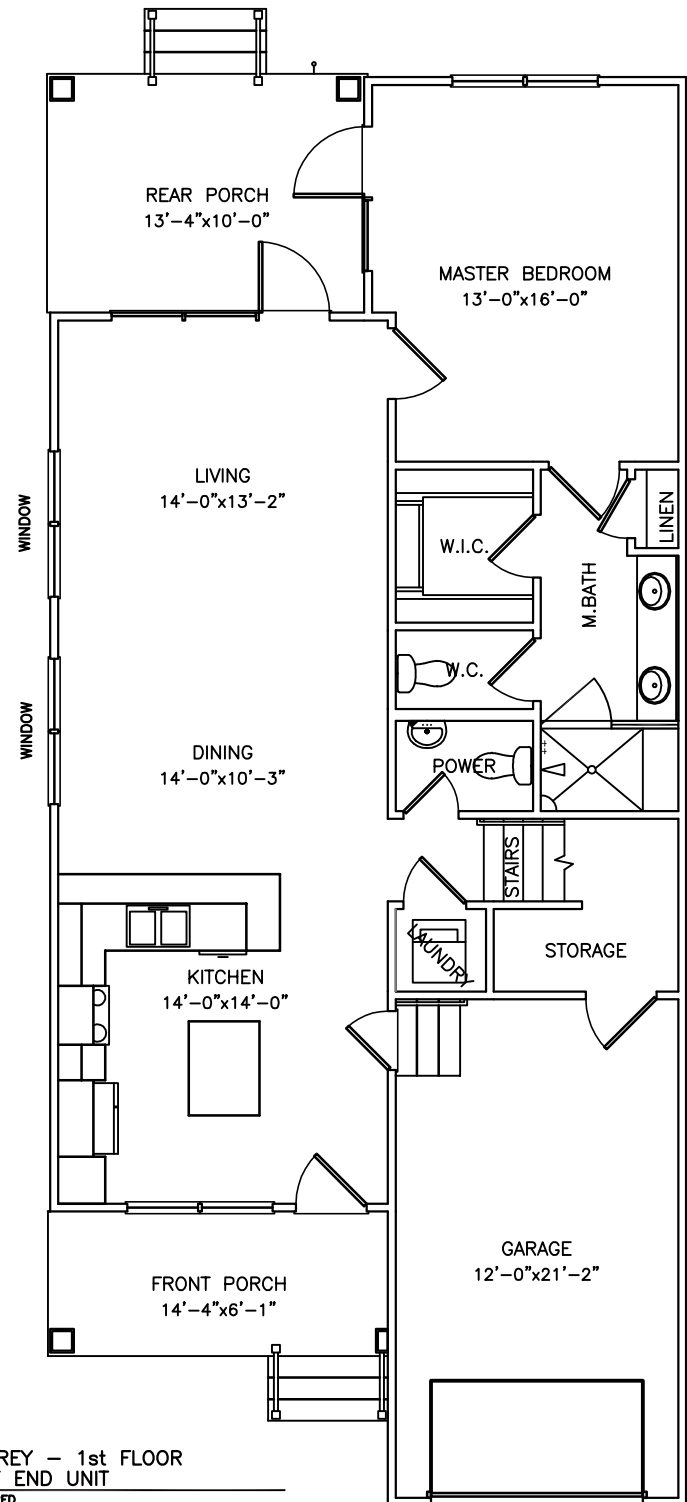 REAR PORCH
13'-4"x10'-0"
MASTER BEDROOM
13'-0"x16'-0"
LIVING
14'-0"x13'-2"
WINDOW
W.I.C.
LINEN
M.BATH
W.C.
WINDOW
DINING
14'-0"x10'-3"
POWER
STAIRS
LAUNDRY
STORAGE
KITCHEN
14'-0"x14'-0"
GARAGE
12'-0"x21'-2"
FRONT PORCH
14'-4"x6'-1"
REY – 1st FLOOR
END UNIT